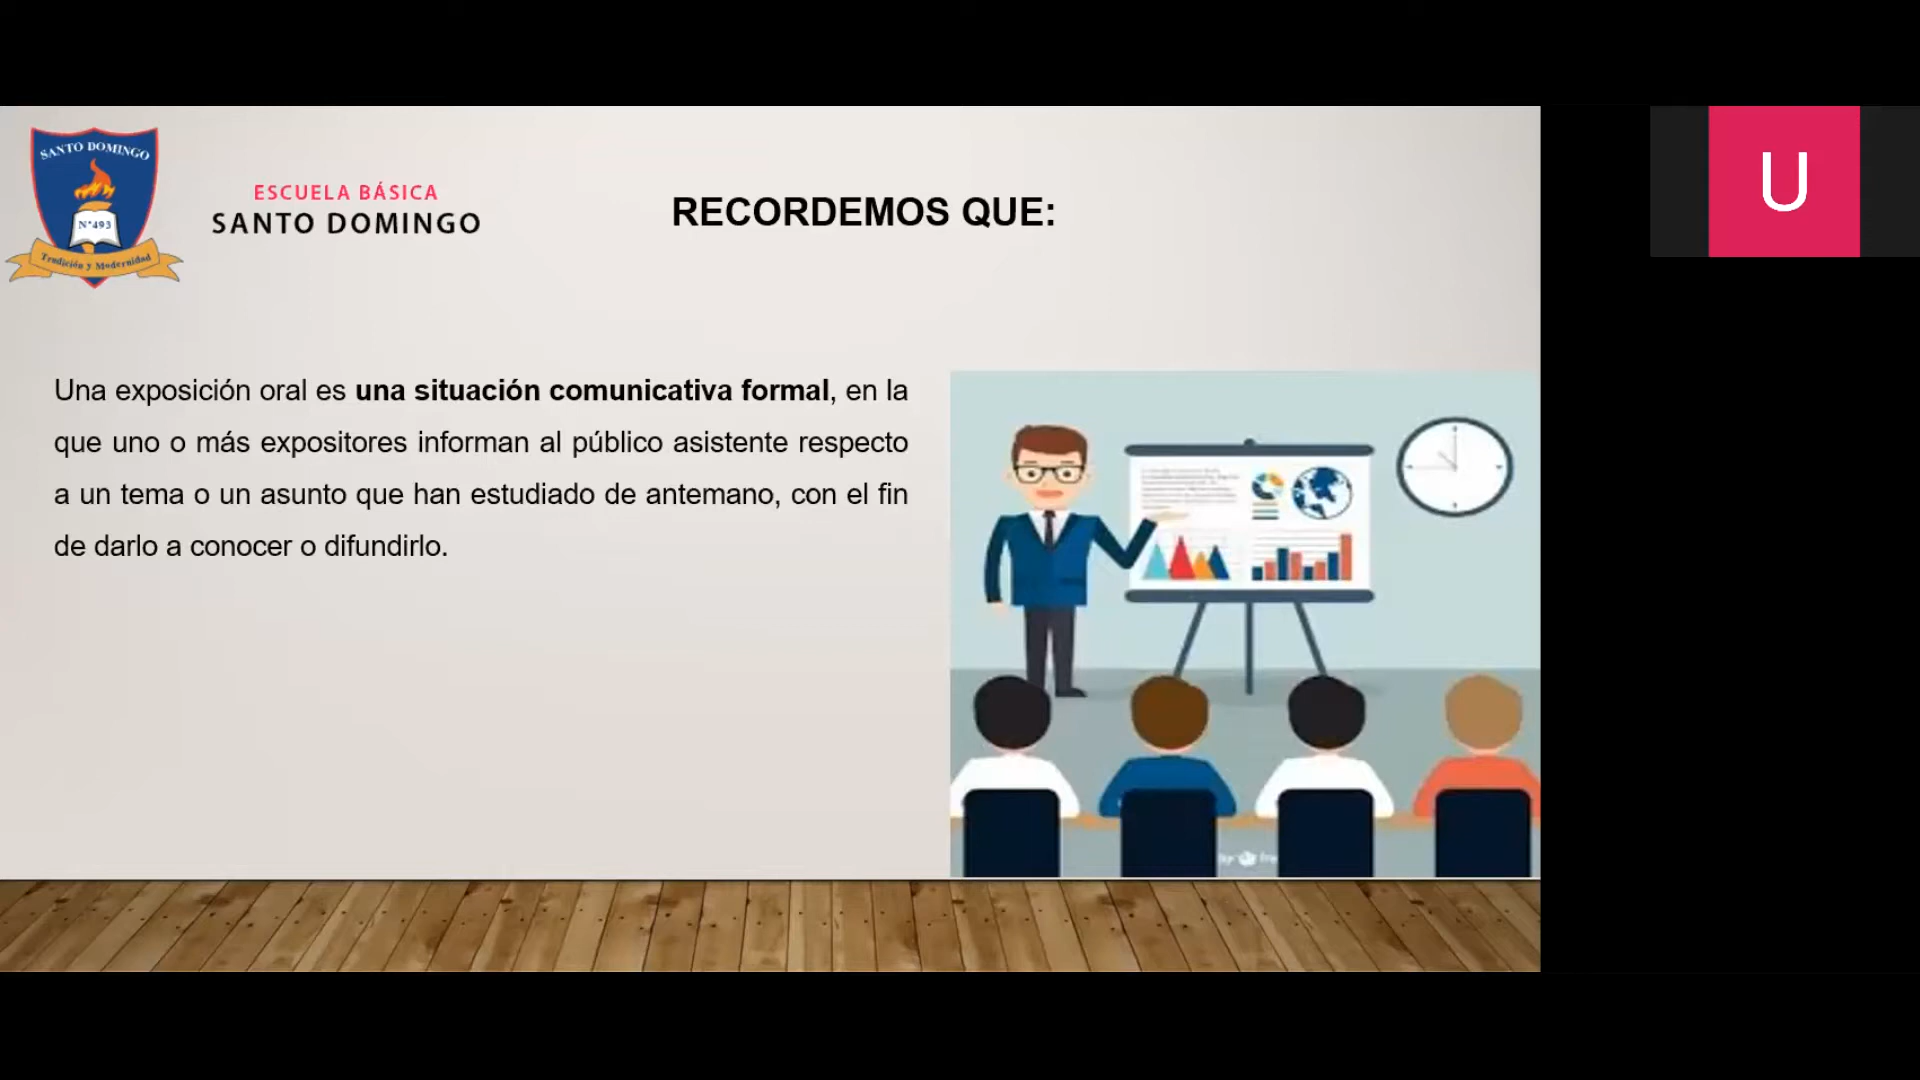 SANTO DOMINGO
N°493
Tradición y Modernidad
ESCUELA BÁSICA
SANTO DOMINGO
RECORDEMOS QUE:
Una exposición oral es una situación comunicativa formal, en la
que uno o más expositores informan al público asistente respecto
a un tema o un asunto que han estudiado de antemano, con el fin
de darlo a conocer o difundirlo.
U